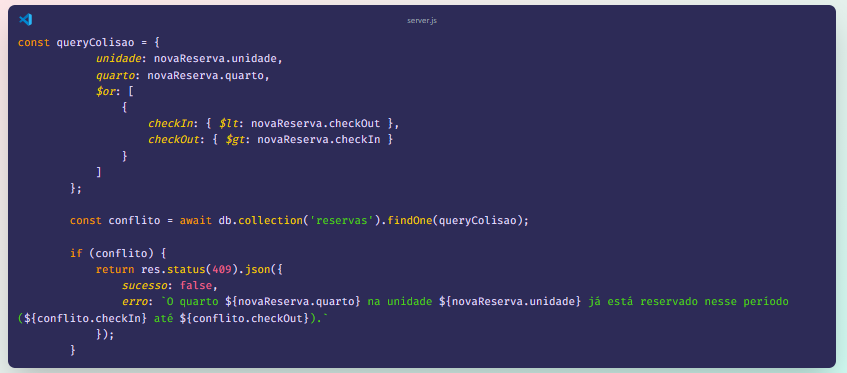 server.js
const queryColisao = {
            unidade: novaReserva.unidade,
            quarto: novaReserva.quarto,
            $or: [
                {
                    checkIn: { $lt: novaReserva.checkOut },
                    checkOut: { $gt: novaReserva.checkIn }
                }
            ]
        };

        const conflito = await db.collection('reservas').findOne(queryColisao);

        if (conflito) {
            return res.status(409).json({
                sucesso: false,
                erro: `O quarto ${novaReserva.quarto} na unidade ${novaReserva.unidade} já está reservado nesse período
(${conflito.checkIn} até ${conflito.checkOut}).`
            });
        }